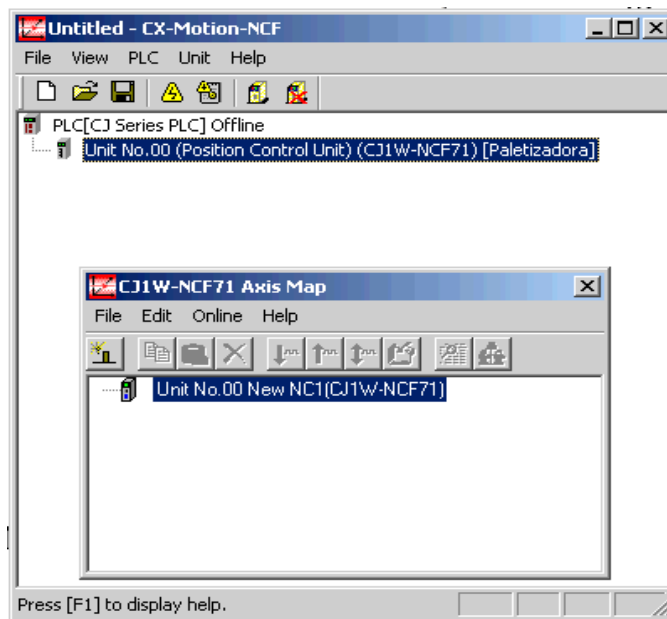 Untitled - CX-Motion-NCF
File View PLC Unit Help
PLC[CJ Series PLC] Offline
Unit No.00 (Position Control Unit) (CJ1W-NCF71) [Paletizadora]
CJ1W-NCF71 Axis Map
File Edit Online Help
Unit No.00 New NC1(CJ1W-NCF71)
Press [F1] to display help.